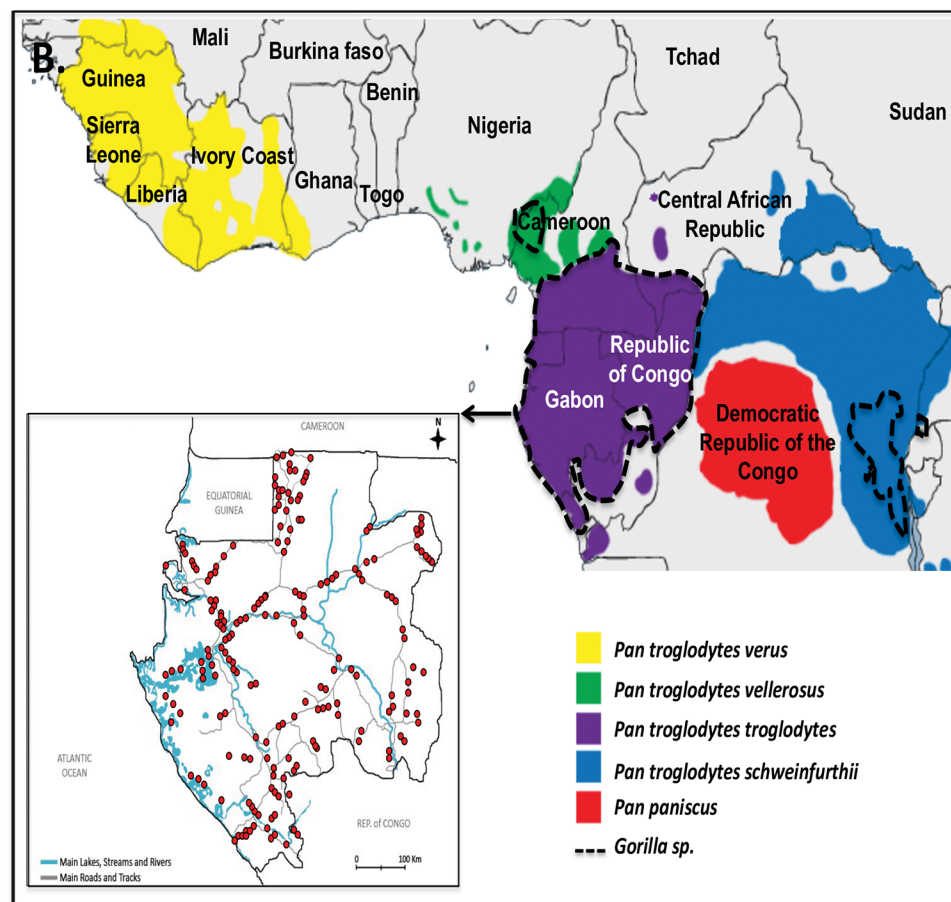 B.
Mali
Burkina faso
Tchad
Guinea
Benin
Sudan
Nigeria
Sierra
Leone
Ivory Coast
Ghana
Togo
Liberia
Cameroon
Central African
Republic
Republic
of Congo
Gabon
Democratic
Republic of the
Congo
CAMEROON
N
EQUATORIAL
GUINEA
ATLANTIC
OCEAN
REP. of CONGO
Main Lakes, Streams and Rivers
Main Roads and Tracks
0 100 Km
Pan troglodytes verus
Pan troglodytes vellerosus
Pan troglodytes troglodytes
Pan troglodytes schweinfurthii
Pan paniscus
Gorilla sp.